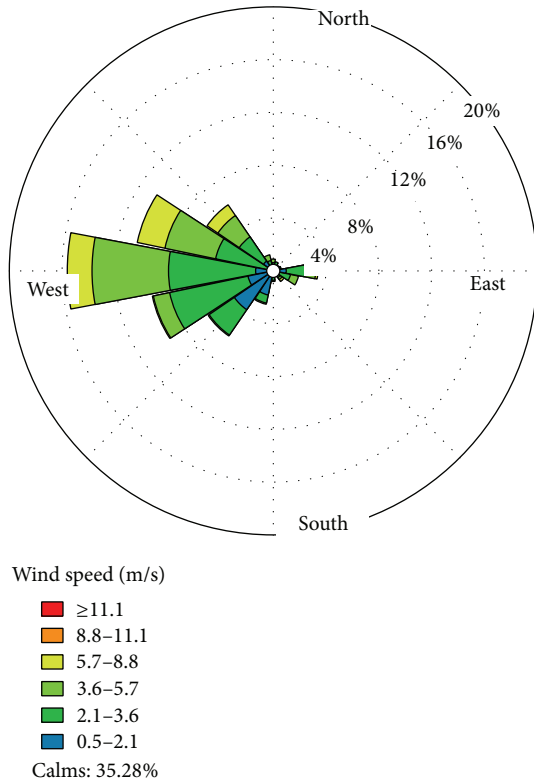 North
20%
16%
12%
8%
4%
West
East
South
Wind speed (m/s)
≥11.1
8.8–11.1
5.7–8.8
3.6–5.7
2.1–3.6
0.5–2.1
Calms: 35.28%